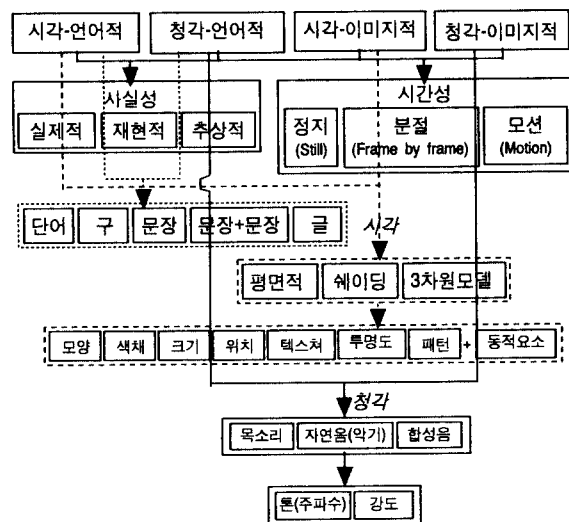 시각-언어적 청각-언어적 시각-이미지적 청각-이미지적
사실성
실제적 재현적 추상적
시간성
정지 (Still)
분절 (Frame by frame)
모션 (Motion)
단어 구 문장 문장+문장 글
시각
평면적 쉐이딩 3차원모델
모양 색채 크기 위치 텍스쳐 투명도 패턴 + 동적요소
청각
목소리 자연음(악기) 합성음
톤(주파수) 강도